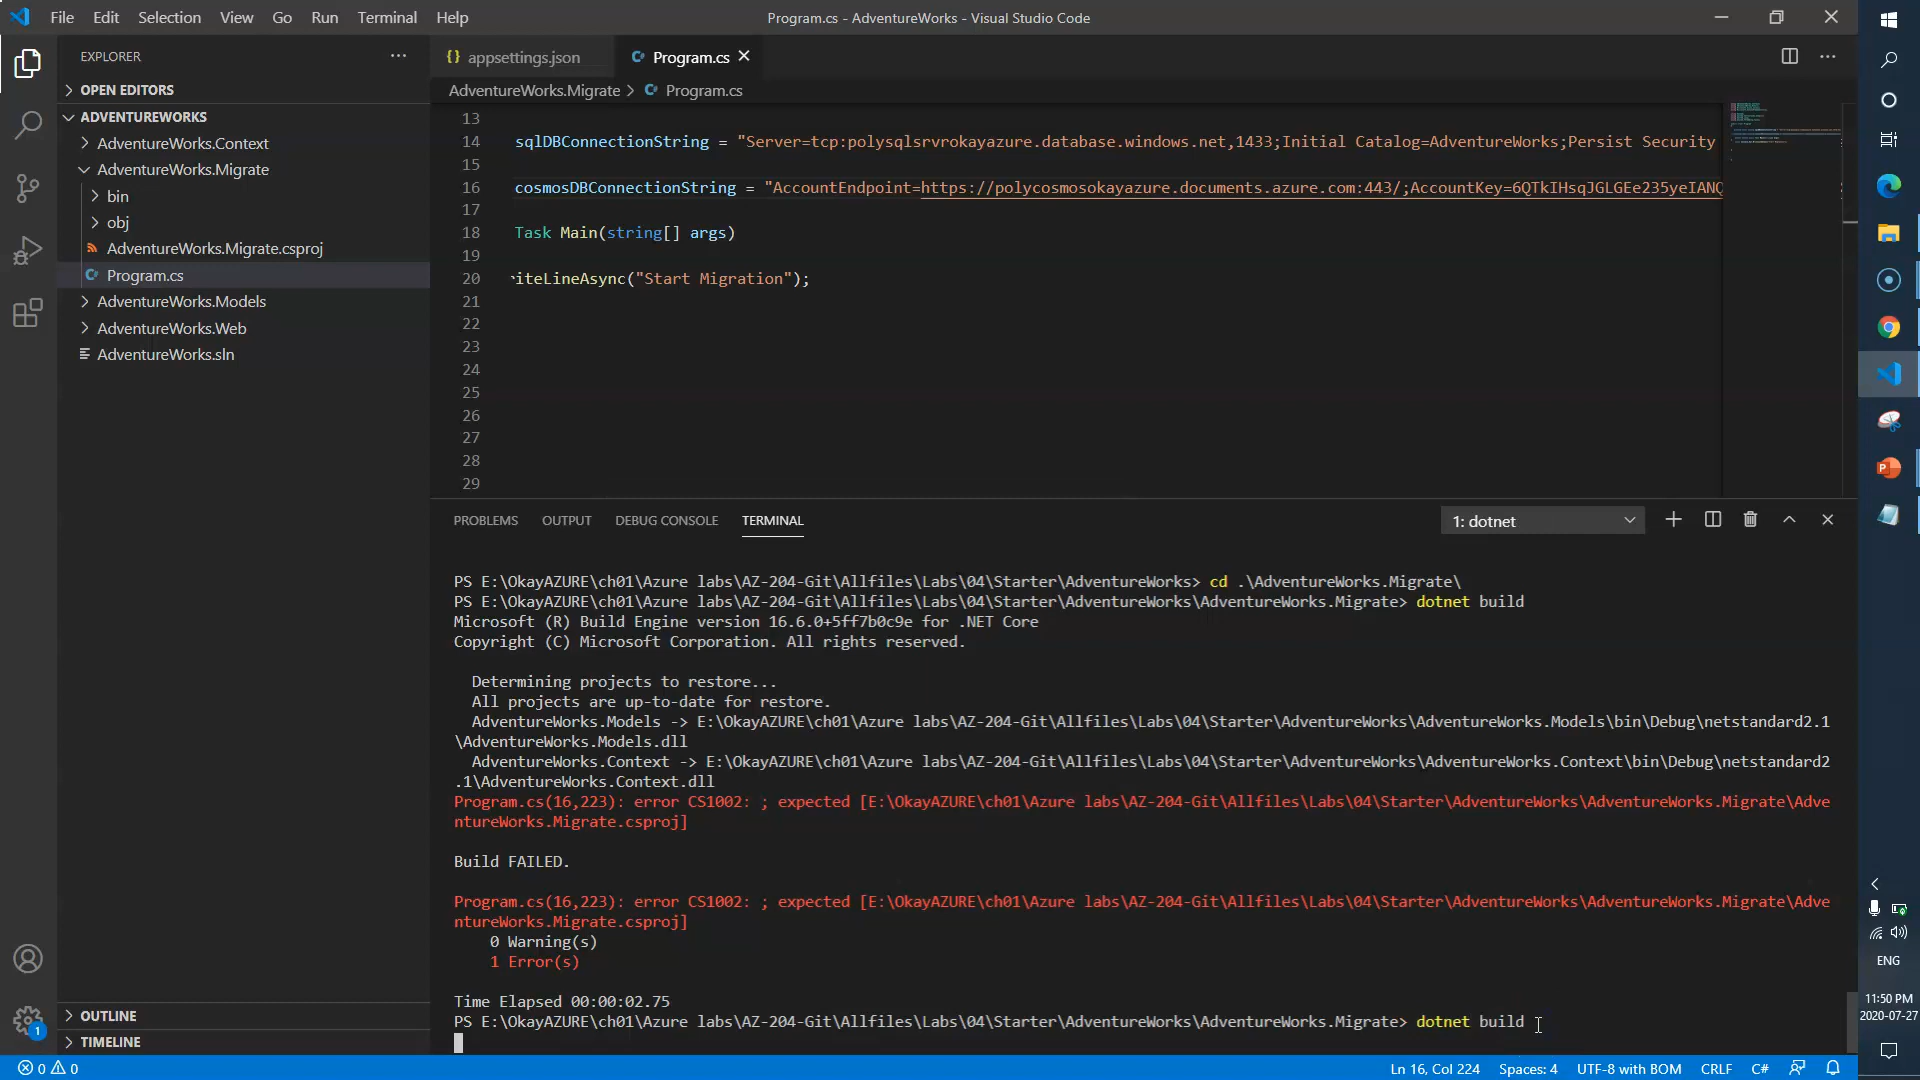 File Edit Selection View Go Run Terminal Help
Program.cs - AdventureWorks - Visual Studio Code
EXPLORER
OPEN EDITORS
ADVENTUREWORKS
AdventureWorks.Context
AdventureWorks.Migrate
bin
obj
AdventureWorks.Migrate.csproj
Program.cs
AdventureWorks.Models
AdventureWorks.Web
AdventureWorks.sln
OUTLINE
TIMELINE
{} appsettings.json
Program.cs
AdventureWorks.Migrate > Program.cs
13
14 sqlDBConnectionString = "Server=tcp:polysqlsrvrokayazure.database.windows.net,1433;Initial Catalog=AdventureWorks;Persist Security
15
16 cosmosDBConnectionString = "AccountEndpoint=https://polycosmosokayazure.documents.azure.com:443/;AccountKey=6QTkIHsqJGLGEe235yeIANQ
17
18 Task Main(string[] args)
19
20 riteLineAsync("Start Migration");
21
22
23
24
25
26
27
28
29
PROBLEMS OUTPUT DEBUG CONSOLE TERMINAL
1: dotnet
PS E:\OkayAZURE\ch01\Azure labs\AZ-204-Git\Allfiles\Labs\04\Starter\AdventureWorks> cd .\AdventureWorks.Migrate\
PS E:\OkayAZURE\ch01\Azure labs\AZ-204-Git\Allfiles\Labs\04\Starter\AdventureWorks\AdventureWorks.Migrate> dotnet build
Microsoft (R) Build Engine version 16.6.0+5ff7b0c9e for .NET Core
Copyright (C) Microsoft Corporation. All rights reserved.
Determining projects to restore...
All projects are up-to-date for restore.
AdventureWorks.Models -> E:\OkayAZURE\ch01\Azure labs\AZ-204-Git\Allfiles\Labs\04\Starter\AdventureWorks\AdventureWorks.Models\bin\Debug\netstandard2.1
\AdventureWorks.Models.dll
AdventureWorks.Context -> E:\OkayAZURE\ch01\Azure labs\AZ-204-Git\Allfiles\Labs\04\Starter\AdventureWorks\AdventureWorks.Context\bin\Debug\netstandard2
.1\AdventureWorks.Context.dll
Program.cs(16,223): error CS1002: ; expected [E:\OkayAZURE\ch01\Azure labs\AZ-204-Git\Allfiles\Labs\04\Starter\AdventureWorks\AdventureWorks.Migrate\Adve
ntureWorks.Migrate.csproj]
Build FAILED.
Program.cs(16,223): error CS1002: ; expected [E:\OkayAZURE\ch01\Azure labs\AZ-204-Git\Allfiles\Labs\04\Starter\AdventureWorks\AdventureWorks.Migrate\Adve
ntureWorks.Migrate.csproj]
0 Warning(s)
1 Error(s)
Time Elapsed 00:00:02.75
PS E:\OkayAZURE\ch01\Azure labs\AZ-204-Git\Allfiles\Labs\04\Starter\AdventureWorks\AdventureWorks.Migrate> dotnet build
1
0 0
Ln 16, Col 224 Spaces: 4 UTF-8 with BOM CRLF C#
ENG
11:50 PM
2020-07-27